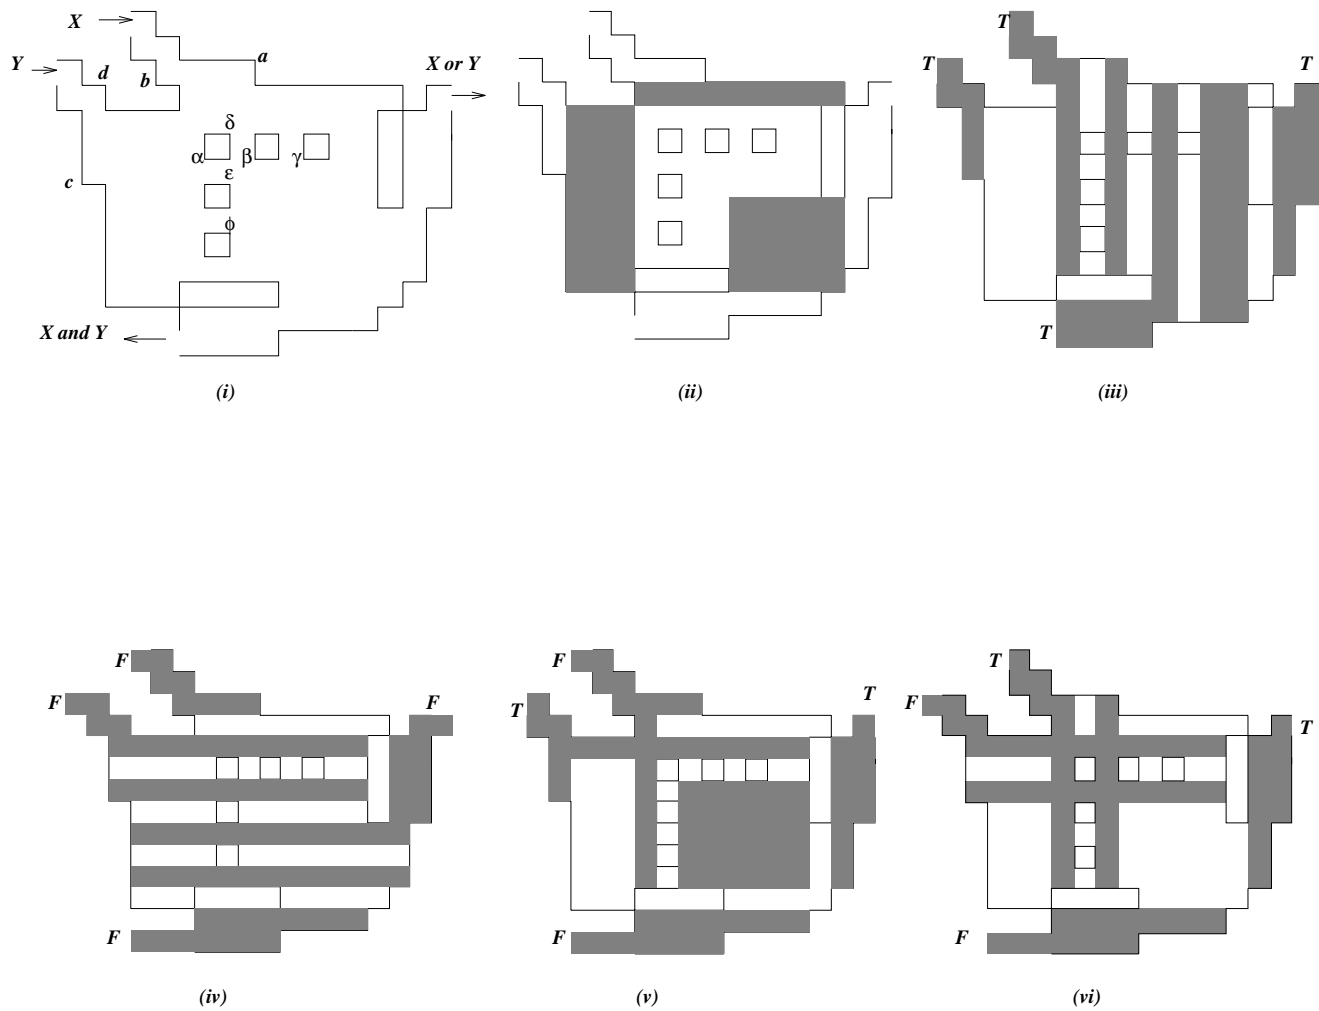 X
Y
d
b
a
X or Y
δ
α
β
γ
ε
c
ϕ
X and Y
(i)
(ii)
T
T
T
T
(iii)
F
F
F
F
(iv)
F
T
T
F
(v)
T
F
T
F
(vi)